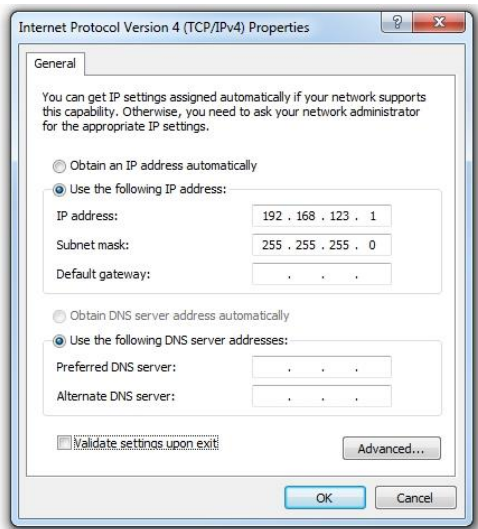 Internet Protocol Version 4 (TCP/IPv4) Properties
General
You can get IP settings assigned automatically if your network supports
this capability. Otherwise, you need to ask your network administrator
for the appropriate IP settings.
Obtain an IP address automatically
Use the following IP address:
IP address: 192 . 168 . 123 . 1
Subnet mask: 255 . 255 . 255 . 0
Default gateway: . . .
Obtain DNS server address automatically
Use the following DNS server addresses:
Preferred DNS server: . . .
Alternate DNS server: . . .
Validate settings upon exit
Advanced...
OK Cancel